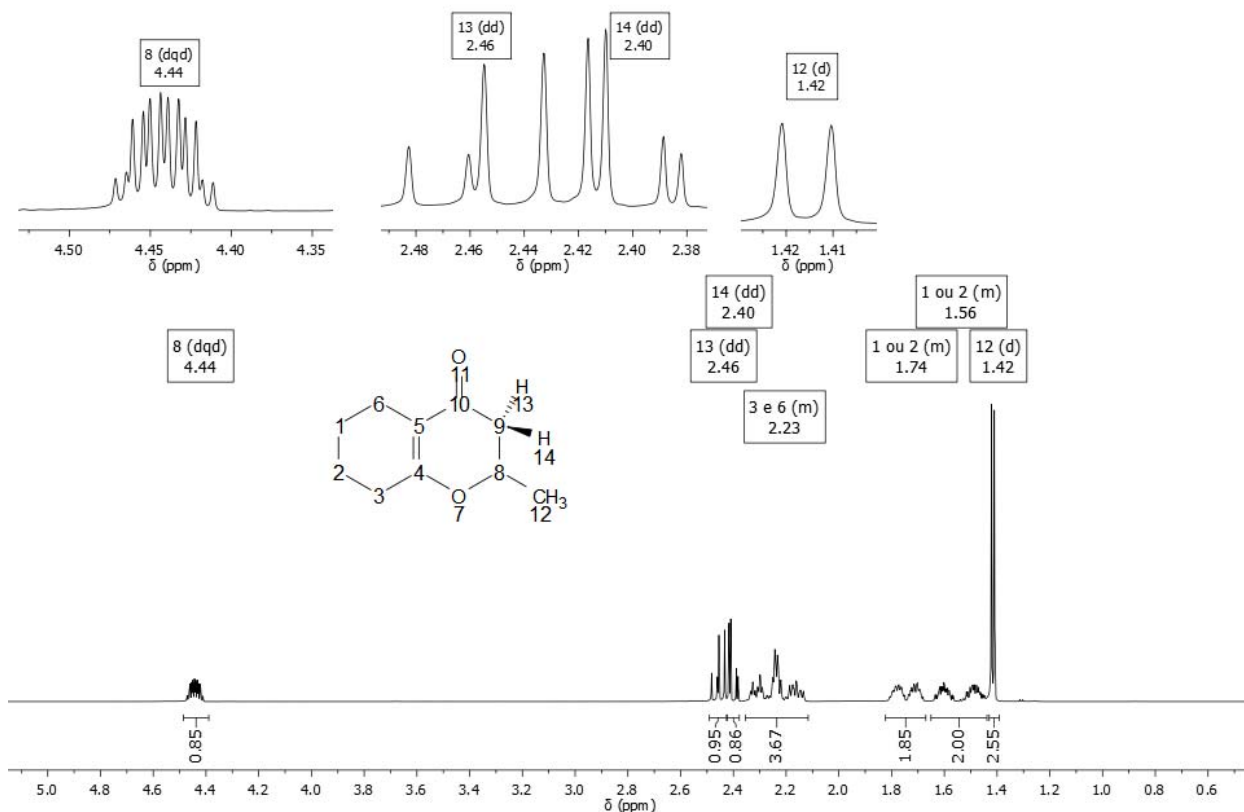 8 (dqd)
4.44
4.50 4.45 4.40 4.35
δ (ppm)
13 (dd)
2.46
14 (dd)
2.40
2.48 2.46 2.44 2.42 2.40 2.38
δ (ppm)
12 (d)
1.42
1.42 1.41
δ (ppm)
8 (dqd)
4.44
14 (dd)
2.40
13 (dd)
2.46
3 e 6 (m)
2.23
1 ou 2 (m)
1.56
1 ou 2 (m)
1.74
12 (d)
1.42
O
11
H
13
6 10
1 5 9
H
14
2 4 8
3 O CH3
7 12
0.85 0.95 0.86 3.67 1.85 2.00 2.55
5.0 4.8 4.6 4.4 4.2 4.0 3.8 3.6 3.4 3.2 3.0 2.8 2.6 2.4 2.2 2.0 1.8 1.6 1.4 1.2 1.0 0.8 0.6
δ (ppm)